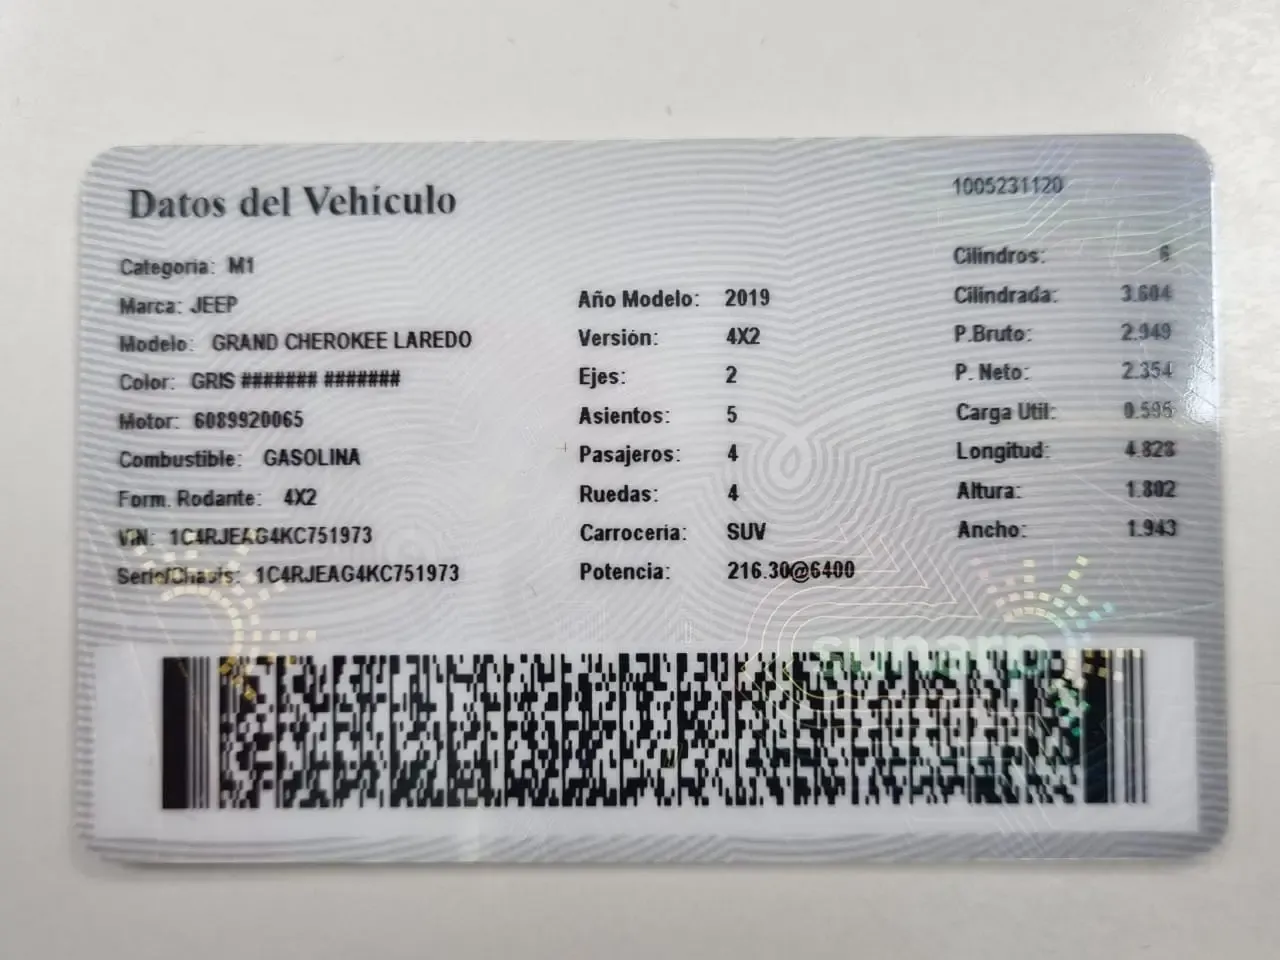 Datos del Vehículo
1005231120
Categoria: M1
Marca: JEEP
Modelo: GRAND CHEROKEE LAREDO
Color: GRIS ####### #######
Motor: 6089920065
Combustible: GASOLINA
Form. Rodante: 4X2
VIN: 1C4RJEAG4KC751973
Serie/Chasis: 1C4RJEAG4KC751973
Año Modelo: 2019
Versión: 4X2
Ejes: 2
Asientos: 5
Pasajeros: 4
Ruedas: 4
Carrocería: SUV
Potencia: 216.30@6400
Cilindros: 6
Cilindrada: 3.604
P.Bruto: 2.949
P. Neto: 2.354
Carga Util: 0.595
Longitud: 4.828
Altura: 1.802
Ancho: 1.943
sunarp